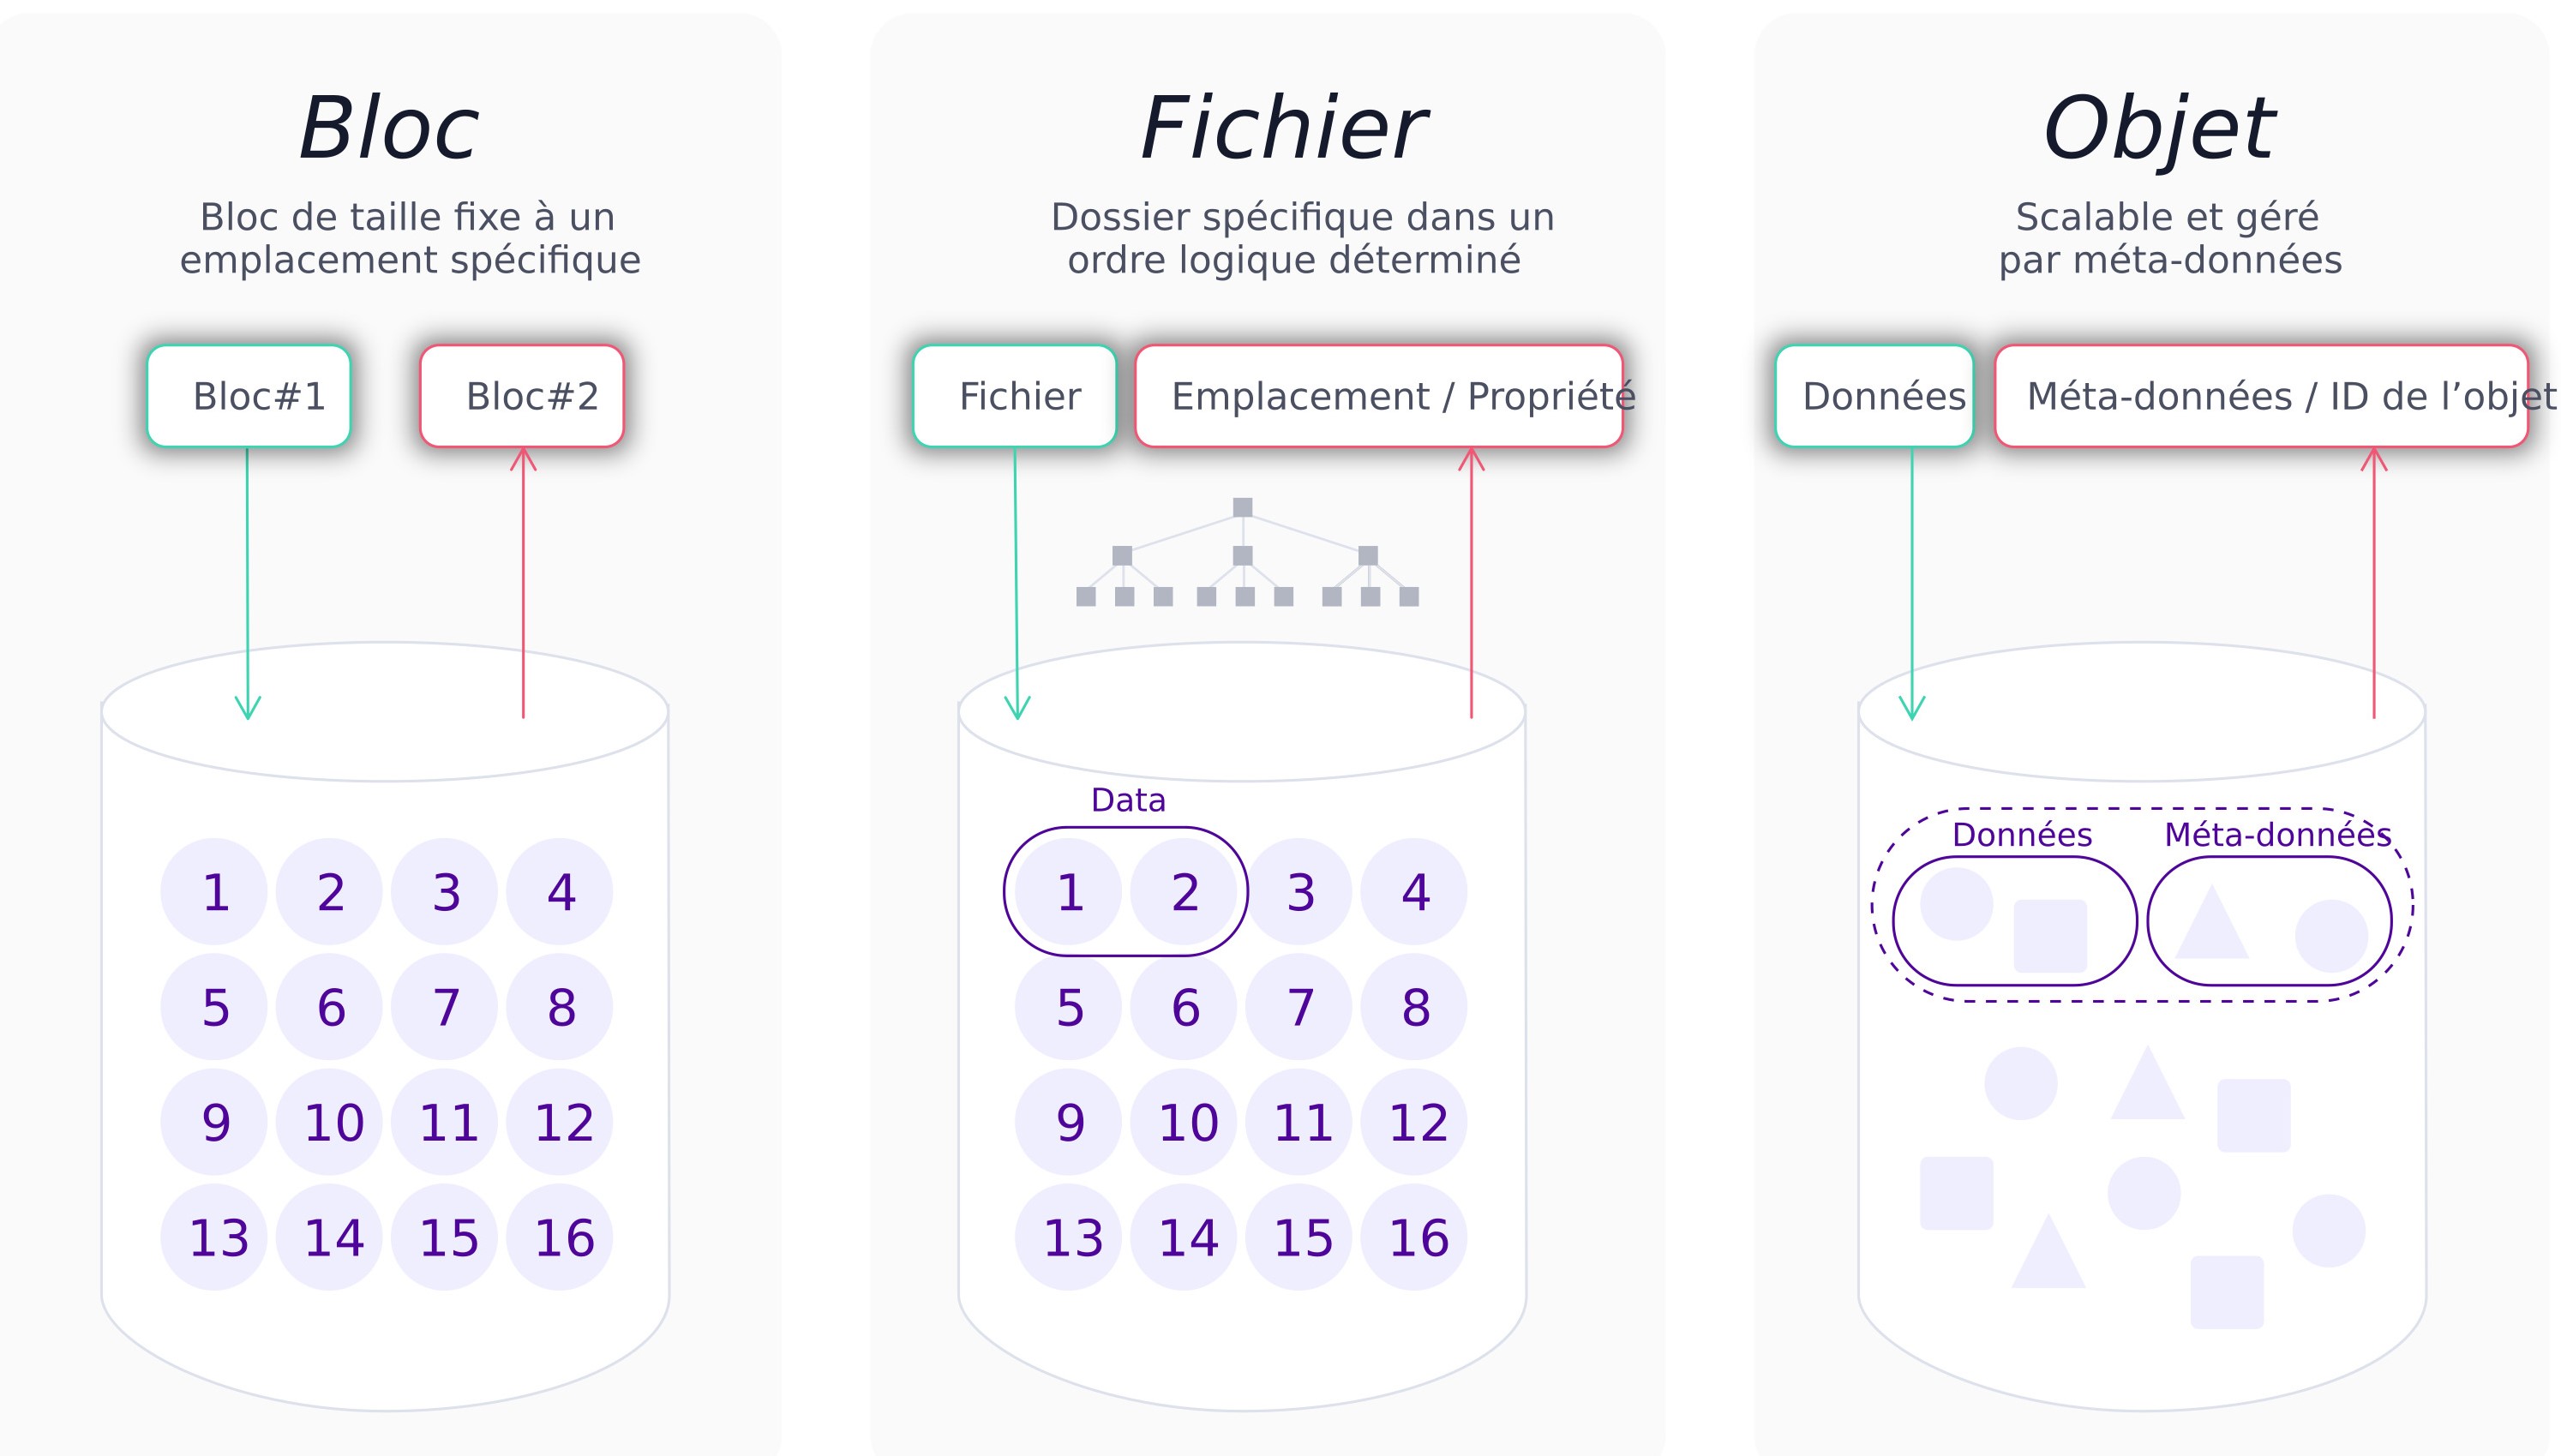 Bloc
Bloc de taille fixe à un
emplacement spécifique
Bloc#1
Bloc#2
1 2 3 4
5 6 7 8
9 10 11 12
13 14 15 16
Fichier
Dossier spécifique dans un
ordre logique déterminé
Fichier
Emplacement / Propriété
Data
1 2 3 4
5 6 7 8
9 10 11 12
13 14 15 16
Objet
Scalable et géré
par méta-données
Données
Méta-données / ID de l’objet
Données
Méta-données